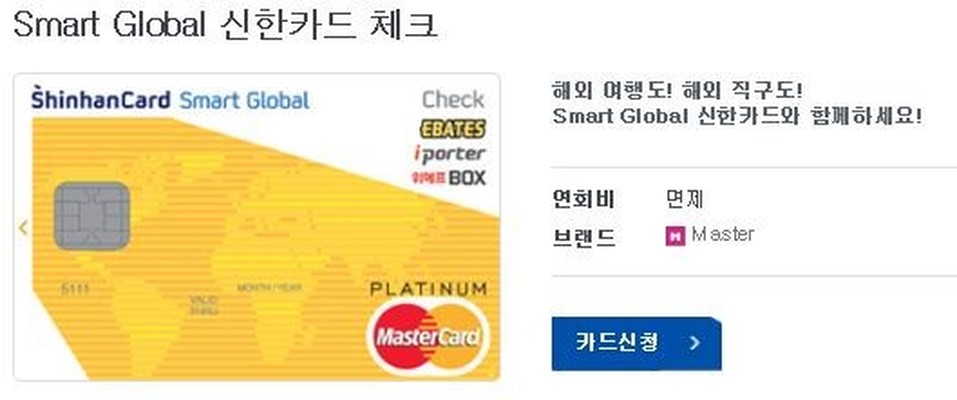 Smart Global 신한카드 체크
ShinhanCard Smart Global
Check
EBATES
iporter
위메프 BOX
5111
VALID
THRU
MONTH / YEAR
PLATINUM
MasterCard
해외 여행도! 해외 직구도!
Smart Global 신한카드와 함께하세요!
연회비 면제
브랜드 M Master
카드신청